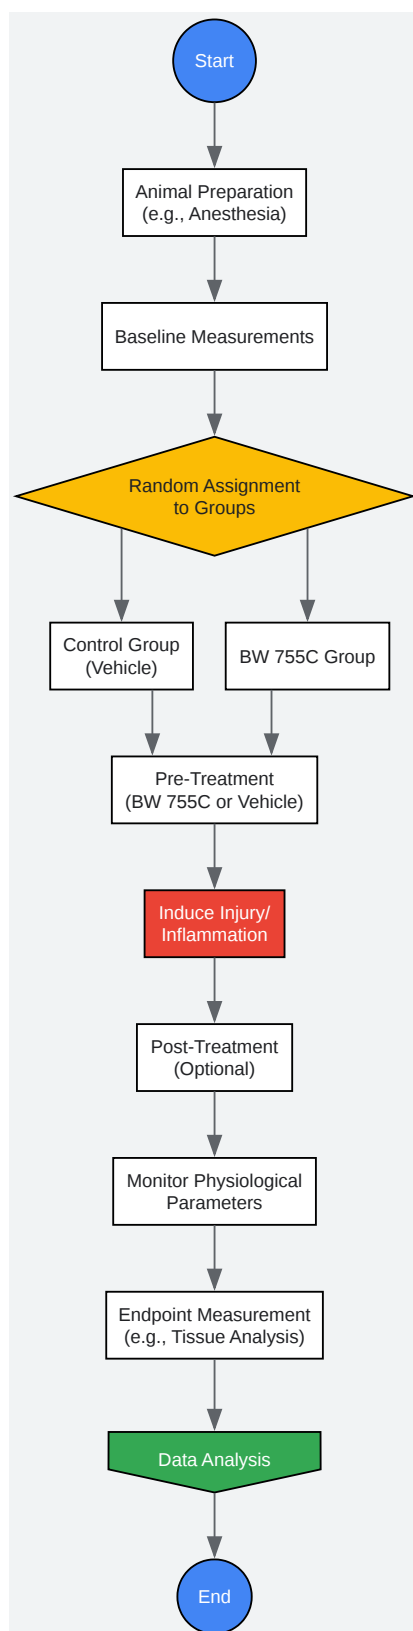 Start
Animal Preparation
(e.g., Anesthesia)
Baseline Measurements
Random Assignment
to Groups
Control Group
(Vehicle)
BW 755C Group
Pre-Treatment
(BW 755C or Vehicle)
Induce Injury/
Inflammation
Post-Treatment
(Optional)
Monitor Physiological
Parameters
Endpoint Measurement
(e.g., Tissue Analysis)
Data Analysis
End